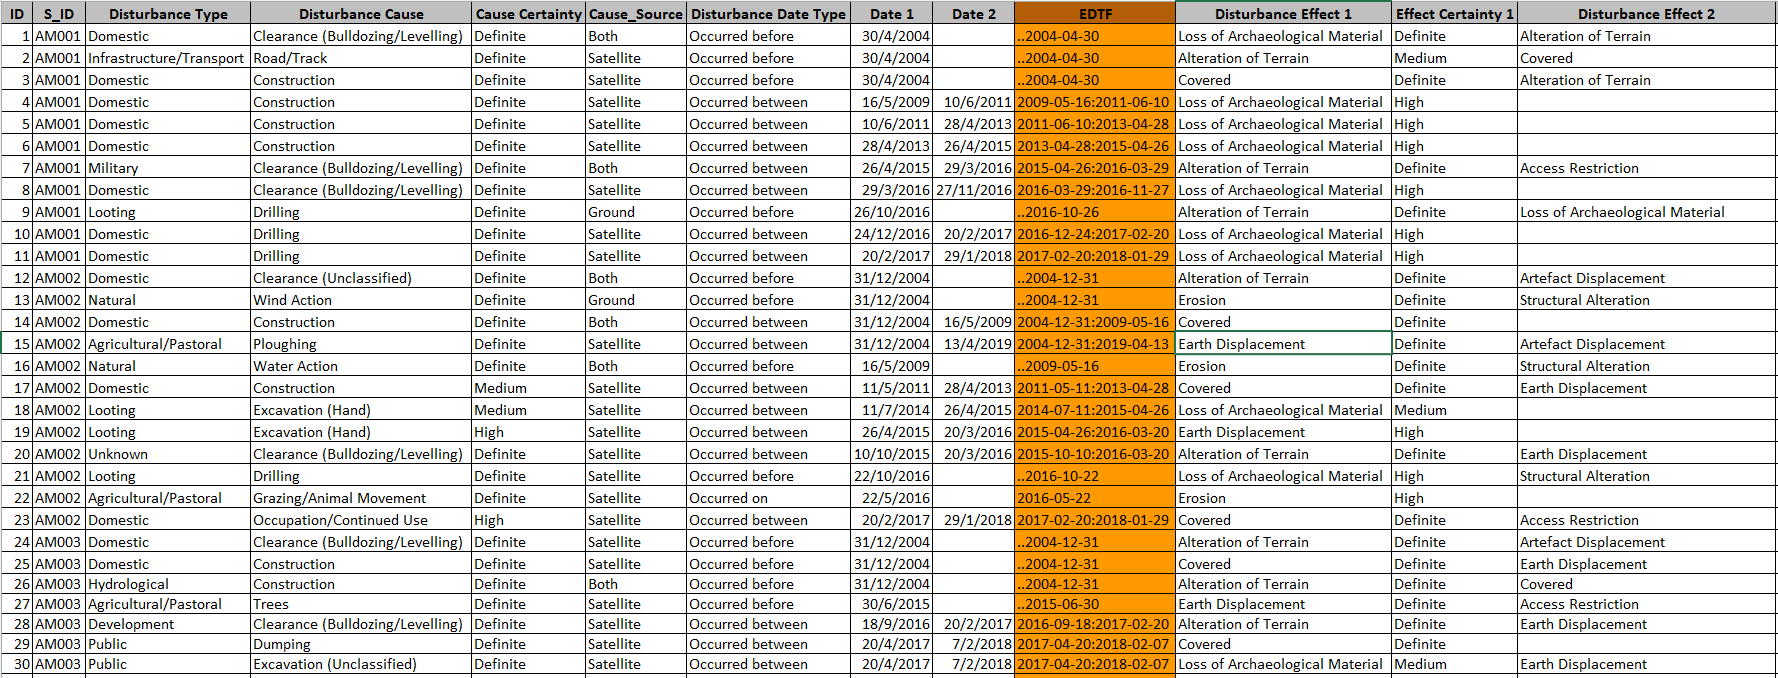 ID S_ID Disturbance Type Disturbance Cause Cause Certainty Cause_Source Disturbance Date Type Date 1 Date 2 EDTF Disturbance Effect 1 Effect Certainty 1 Disturbance Effect 2
1 AM001 Domestic Clearance (Bulldozing/Levelling) Definite Both Occurred before 30/4/2004 ..2004-04-30 Loss of Archaeological Material Definite Alteration of Terrain
2 AM001 Infrastructure/Transport Road/Track Definite Satellite Occurred before 30/4/2004 ..2004-04-30 Alteration of Terrain Medium Covered
3 AM001 Domestic Construction Definite Satellite Occurred before 30/4/2004 ..2004-04-30 Covered Definite Alteration of Terrain
4 AM001 Domestic Construction Definite Satellite Occurred between 16/5/2009 10/6/2011 2009-05-16:2011-06-10 Loss of Archaeological Material High
5 AM001 Domestic Construction Definite Satellite Occurred between 10/6/2011 28/4/2013 2011-06-10:2013-04-28 Loss of Archaeological Material High
6 AM001 Domestic Construction Definite Satellite Occurred between 28/4/2013 26/4/2015 2013-04-28:2015-04-26 Loss of Archaeological Material High
7 AM001 Military Clearance (Bulldozing/Levelling) Definite Both Occurred between 26/4/2015 29/3/2016 2015-04-26:2016-03-29 Alteration of Terrain Definite Access Restriction
8 AM001 Domestic Clearance (Bulldozing/Levelling) Definite Satellite Occurred between 29/3/2016 27/11/2016 2016-03-29:2016-11-27 Loss of Archaeological Material High
9 AM001 Looting Drilling Definite Ground Occurred before 26/10/2016 ..2016-10-26 Alteration of Terrain Definite Loss of Archaeological Material
10 AM001 Domestic Drilling Definite Satellite Occurred between 24/12/2016 20/2/2017 2016-12-24:2017-02-20 Loss of Archaeological Material High
11 AM001 Domestic Drilling Definite Satellite Occurred between 20/2/2017 29/1/2018 2017-02-20:2018-01-29 Loss of Archaeological Material High
12 AM002 Domestic Clearance (Unclassified) Definite Both Occurred before 31/12/2004 ..2004-12-31 Alteration of Terrain Definite Artefact Displacement
13 AM002 Natural Wind Action Definite Ground Occurred before 31/12/2004 ..2004-12-31 Erosion Definite Structural Alteration
14 AM002 Domestic Construction Definite Both Occurred between 31/12/2004 16/5/2009 2004-12-31:2009-05-16 Covered Definite
15 AM002 Agricultural/Pastoral Ploughing Definite Satellite Occurred between 31/12/2004 13/4/2019 2004-12-31:2019-04-13 Earth Displacement Definite Artefact Displacement
16 AM002 Natural Water Action Definite Both Occurred before 16/5/2009 ..2009-05-16 Erosion Definite Structural Alteration
17 AM002 Domestic Construction Medium Satellite Occurred between 11/5/2011 28/4/2013 2011-05-11:2013-04-28 Covered Definite Earth Displacement
18 AM002 Looting Excavation (Hand) Medium Satellite Occurred between 11/7/2014 26/4/2015 2014-07-11:2015-04-26 Loss of Archaeological Material Medium
19 AM002 Looting Excavation (Hand) High Satellite Occurred between 26/4/2015 20/3/2016 2015-04-26:2016-03-20 Earth Displacement High
20 AM002 Unknown Clearance (Bulldozing/Levelling) Definite Satellite Occurred between 10/10/2015 20/3/2016 2015-10-10:2016-03-20 Alteration of Terrain Definite Earth Displacement
21 AM002 Looting Drilling Definite Satellite Occurred before 22/10/2016 ..2016-10-22 Loss of Archaeological Material High Structural Alteration
22 AM002 Agricultural/Pastoral Grazing/Animal Movement Definite Satellite Occurred on 22/5/2016 2016-05-22 Erosion High
23 AM002 Domestic Occupation/Continued Use High Satellite Occurred between 20/2/2017 29/1/2018 2017-02-20:2018-01-29 Covered Definite Access Restriction
24 AM003 Domestic Clearance (Bulldozing/Levelling) Definite Satellite Occurred before 31/12/2004 ..2004-12-31 Alteration of Terrain Definite Artefact Displacement
25 AM003 Domestic Construction Definite Satellite Occurred before 31/12/2004 ..2004-12-31 Covered Definite Earth Displacement
26 AM003 Hydrological Construction Definite Both Occurred before 31/12/2004 ..2004-12-31 Alteration of Terrain Definite Covered
27 AM003 Agricultural/Pastoral Trees Definite Satellite Occurred before 30/6/2015 ..2015-06-30 Earth Displacement Definite Access Restriction
28 AM003 Development Clearance (Bulldozing/Levelling) Definite Satellite Occurred between 18/9/2016 20/2/2017 2016-09-18:2017-02-20 Alteration of Terrain Definite Earth Displacement
29 AM003 Public Dumping Definite Satellite Occurred between 20/4/2017 7/2/2018 2017-04-20:2018-02-07 Covered Definite
30 AM003 Public Excavation (Unclassified) Definite Satellite Occurred between 20/4/2017 7/2/2018 2017-04-20:2018-02-07 Loss of Archaeological Material Medium Earth Displacement